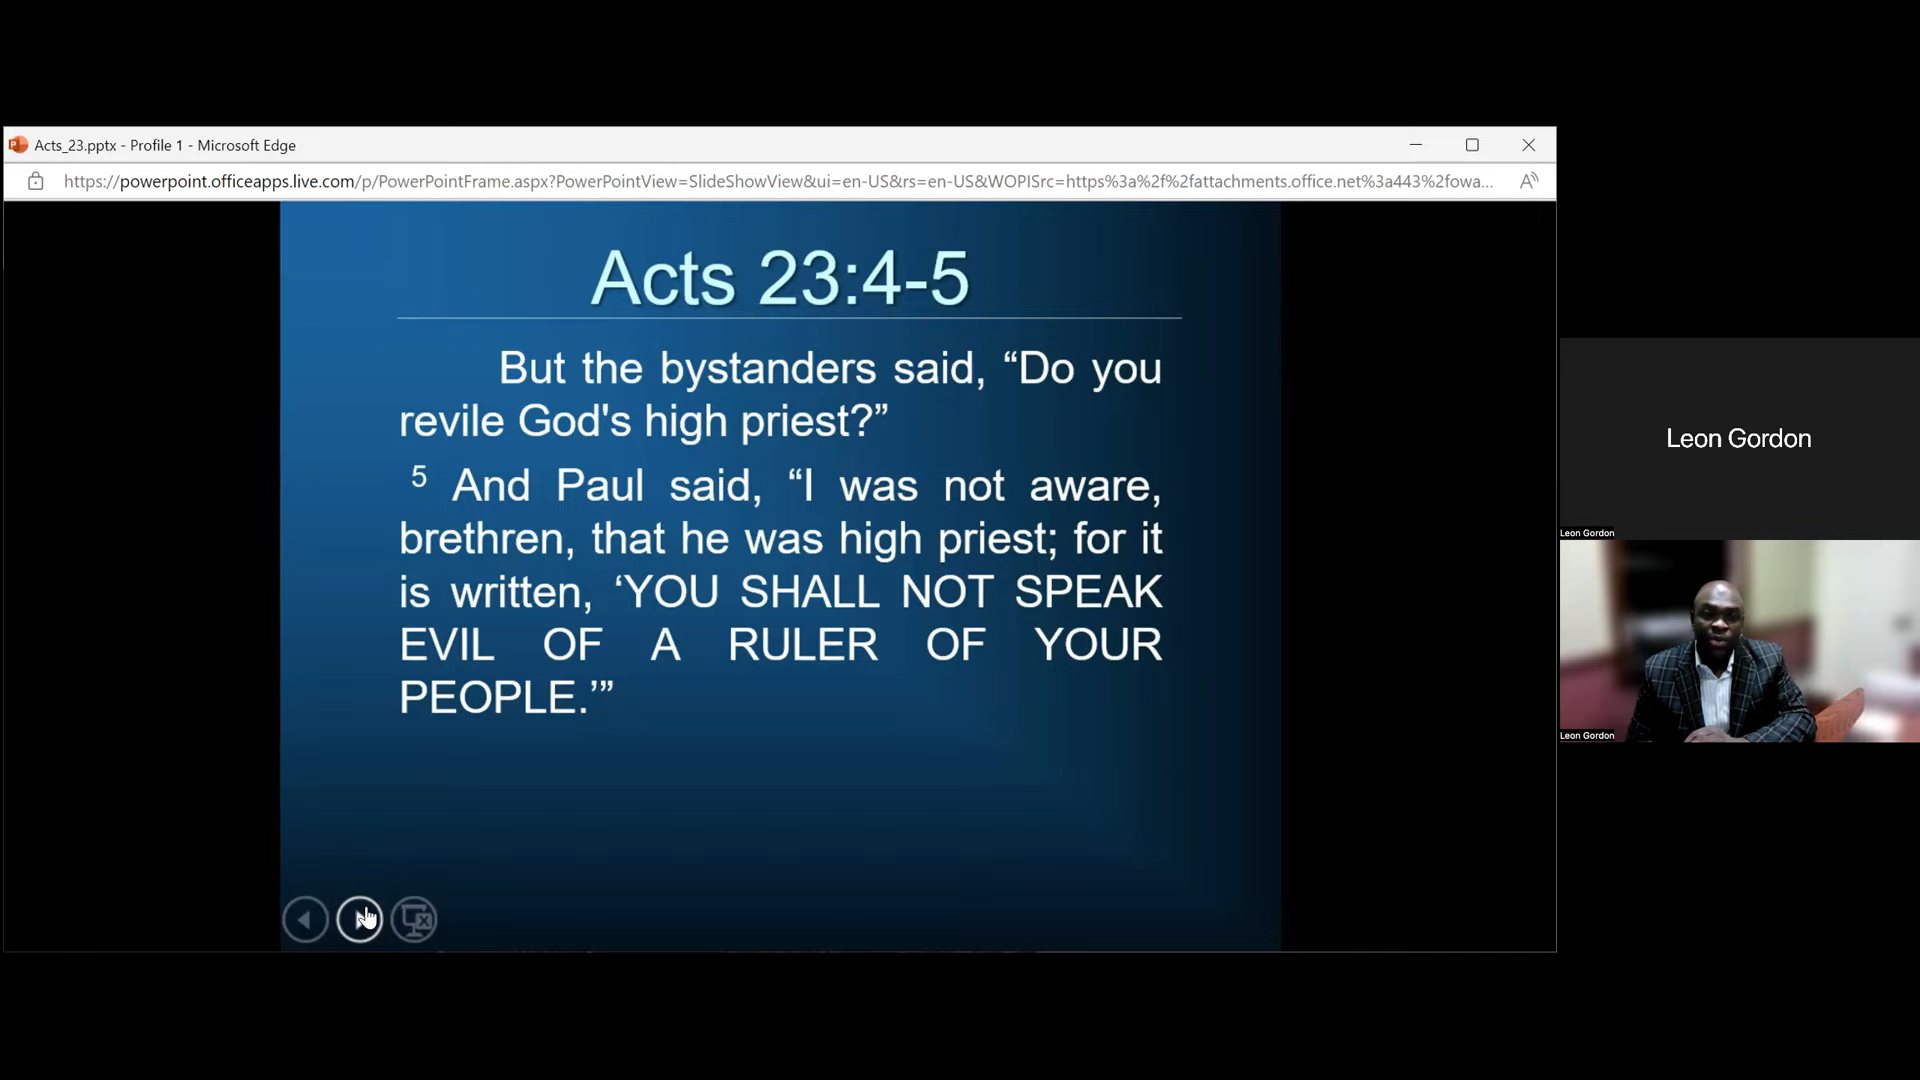 Acts_23.pptx - Profile 1 - Microsoft Edge
https://powerpoint.officeapps.live.com/p/PowerPointFrame.aspx?PowerPointView=SlideShowView&ui=en-US&rs=en-US&WOPISrc=https%3a%2f%2fattachments.office.net%3a443%2fowa...
Acts 23:4-5
But the bystanders said, “Do you
revile God's high priest?”
5 And Paul said, “I was not aware,
brethren, that he was high priest; for it
is written, ‘YOU SHALL NOT SPEAK
EVIL OF A RULER OF YOUR
PEOPLE.’”
Leon Gordon
Leon Gordon
Leon Gordon